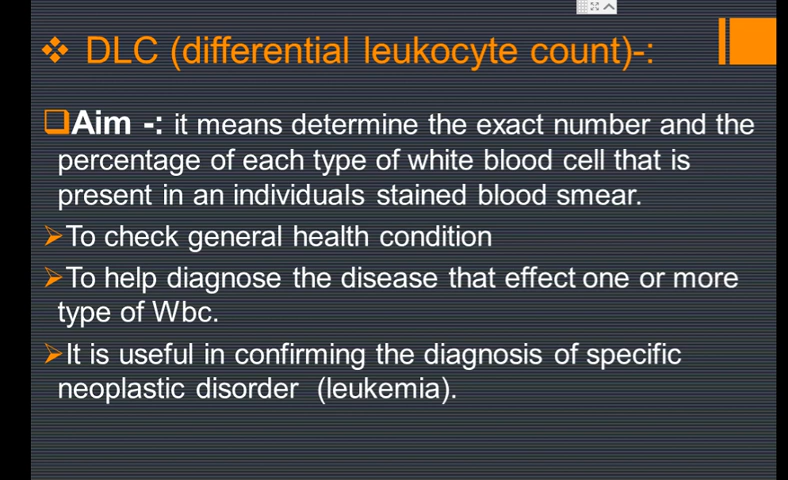 ❖ DLC (differential leukocyte count)-:
❑Aim -: it means determine the exact number and the
percentage of each type of white blood cell that is
present in an individuals stained blood smear.
➢To check general health condition
➢To help diagnose the disease that effect one or more
type of Wbc.
➢It is useful in confirming the diagnosis of specific
neoplastic disorder (leukemia).